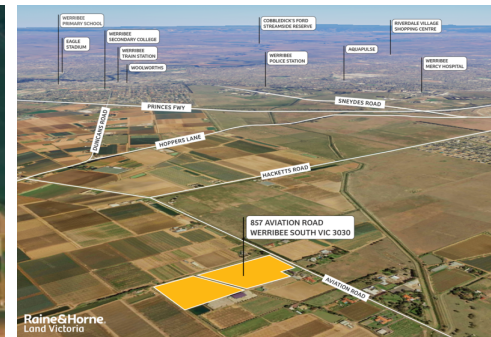 WERRIBEE
PRIMARY SCHOOL
EAGLE
STADIUM
WERRIBEE
SECONDARY COLLEGE
WERRIBEE
TRAIN STATION
WOOLWORTHS
COBBLEDICK'S FORD
STREAMSIDE RESERVE
WERRIBEE
POLICE STATION
AQUAPULSE
RIVERDALE VILLAGE
SHOPPING CENTRE
WERRIBEE
MERCY HOSPITAL
SNEYDES ROAD
PRINCES FWY
DUNCANS ROAD
HOPPERS LANE
HACKETTS ROAD
857 AVIATION ROAD
WERRIBEE SOUTH VIC 3030
AVIATION ROAD
Raine&Horne
Land Victoria